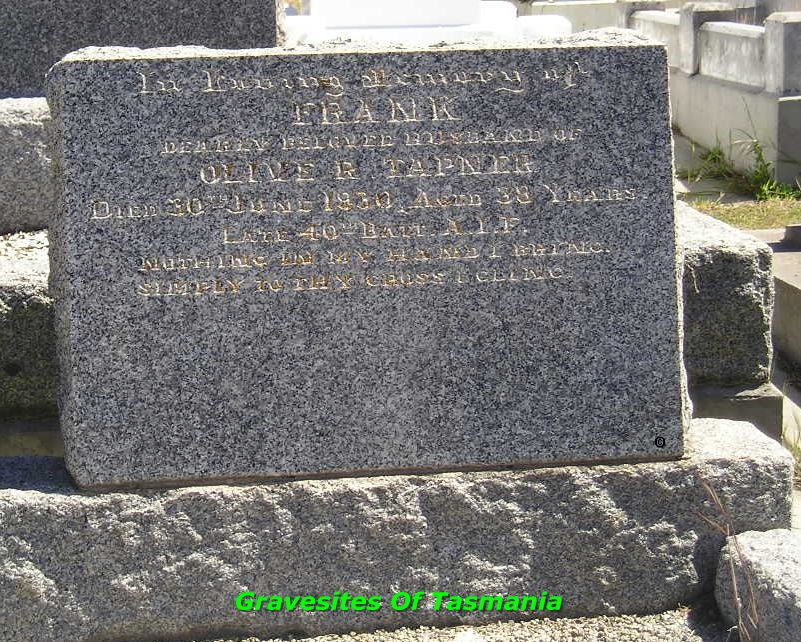 In Loving Memory of
FRANK
DEARLY BELOVED HUSBAND OF
OLIVE R. TAPNER
DIED 30TH JUNE 1930, AGED 38 YEARS
LATE 40TH BATT. A.I.F.
NOTHING IN MY HAND I BRING.
SIMPLY TO THY CROSS I CLING.
Gravesites Of Tasmania